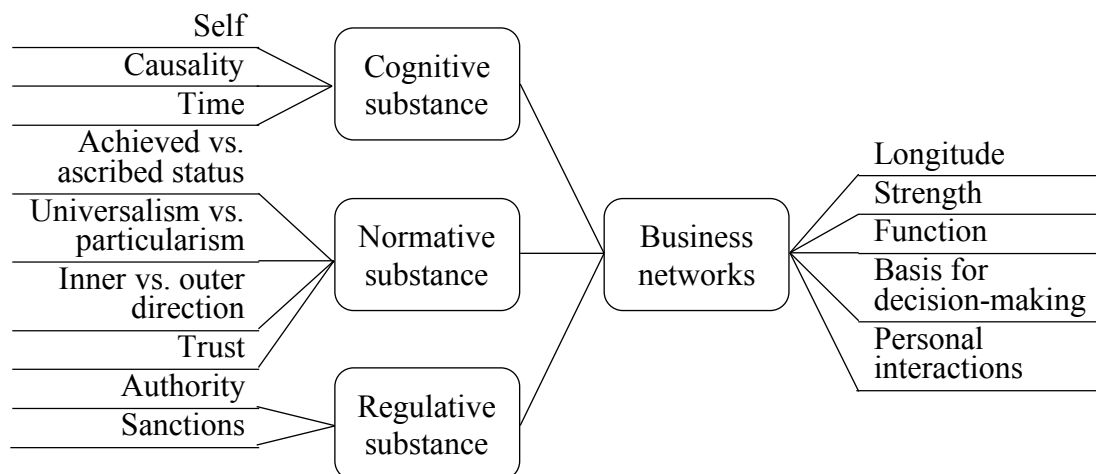 Self
Causality
Time
Achieved vs.
ascribed status
Universalism vs.
particularism
Inner vs. outer
direction
Trust
Authority
Sanctions
Cognitive
substance
Normative
substance
Regulative
substance
Business
networks
Longitude
Strength
Function
Basis for
decision-making
Personal
interactions